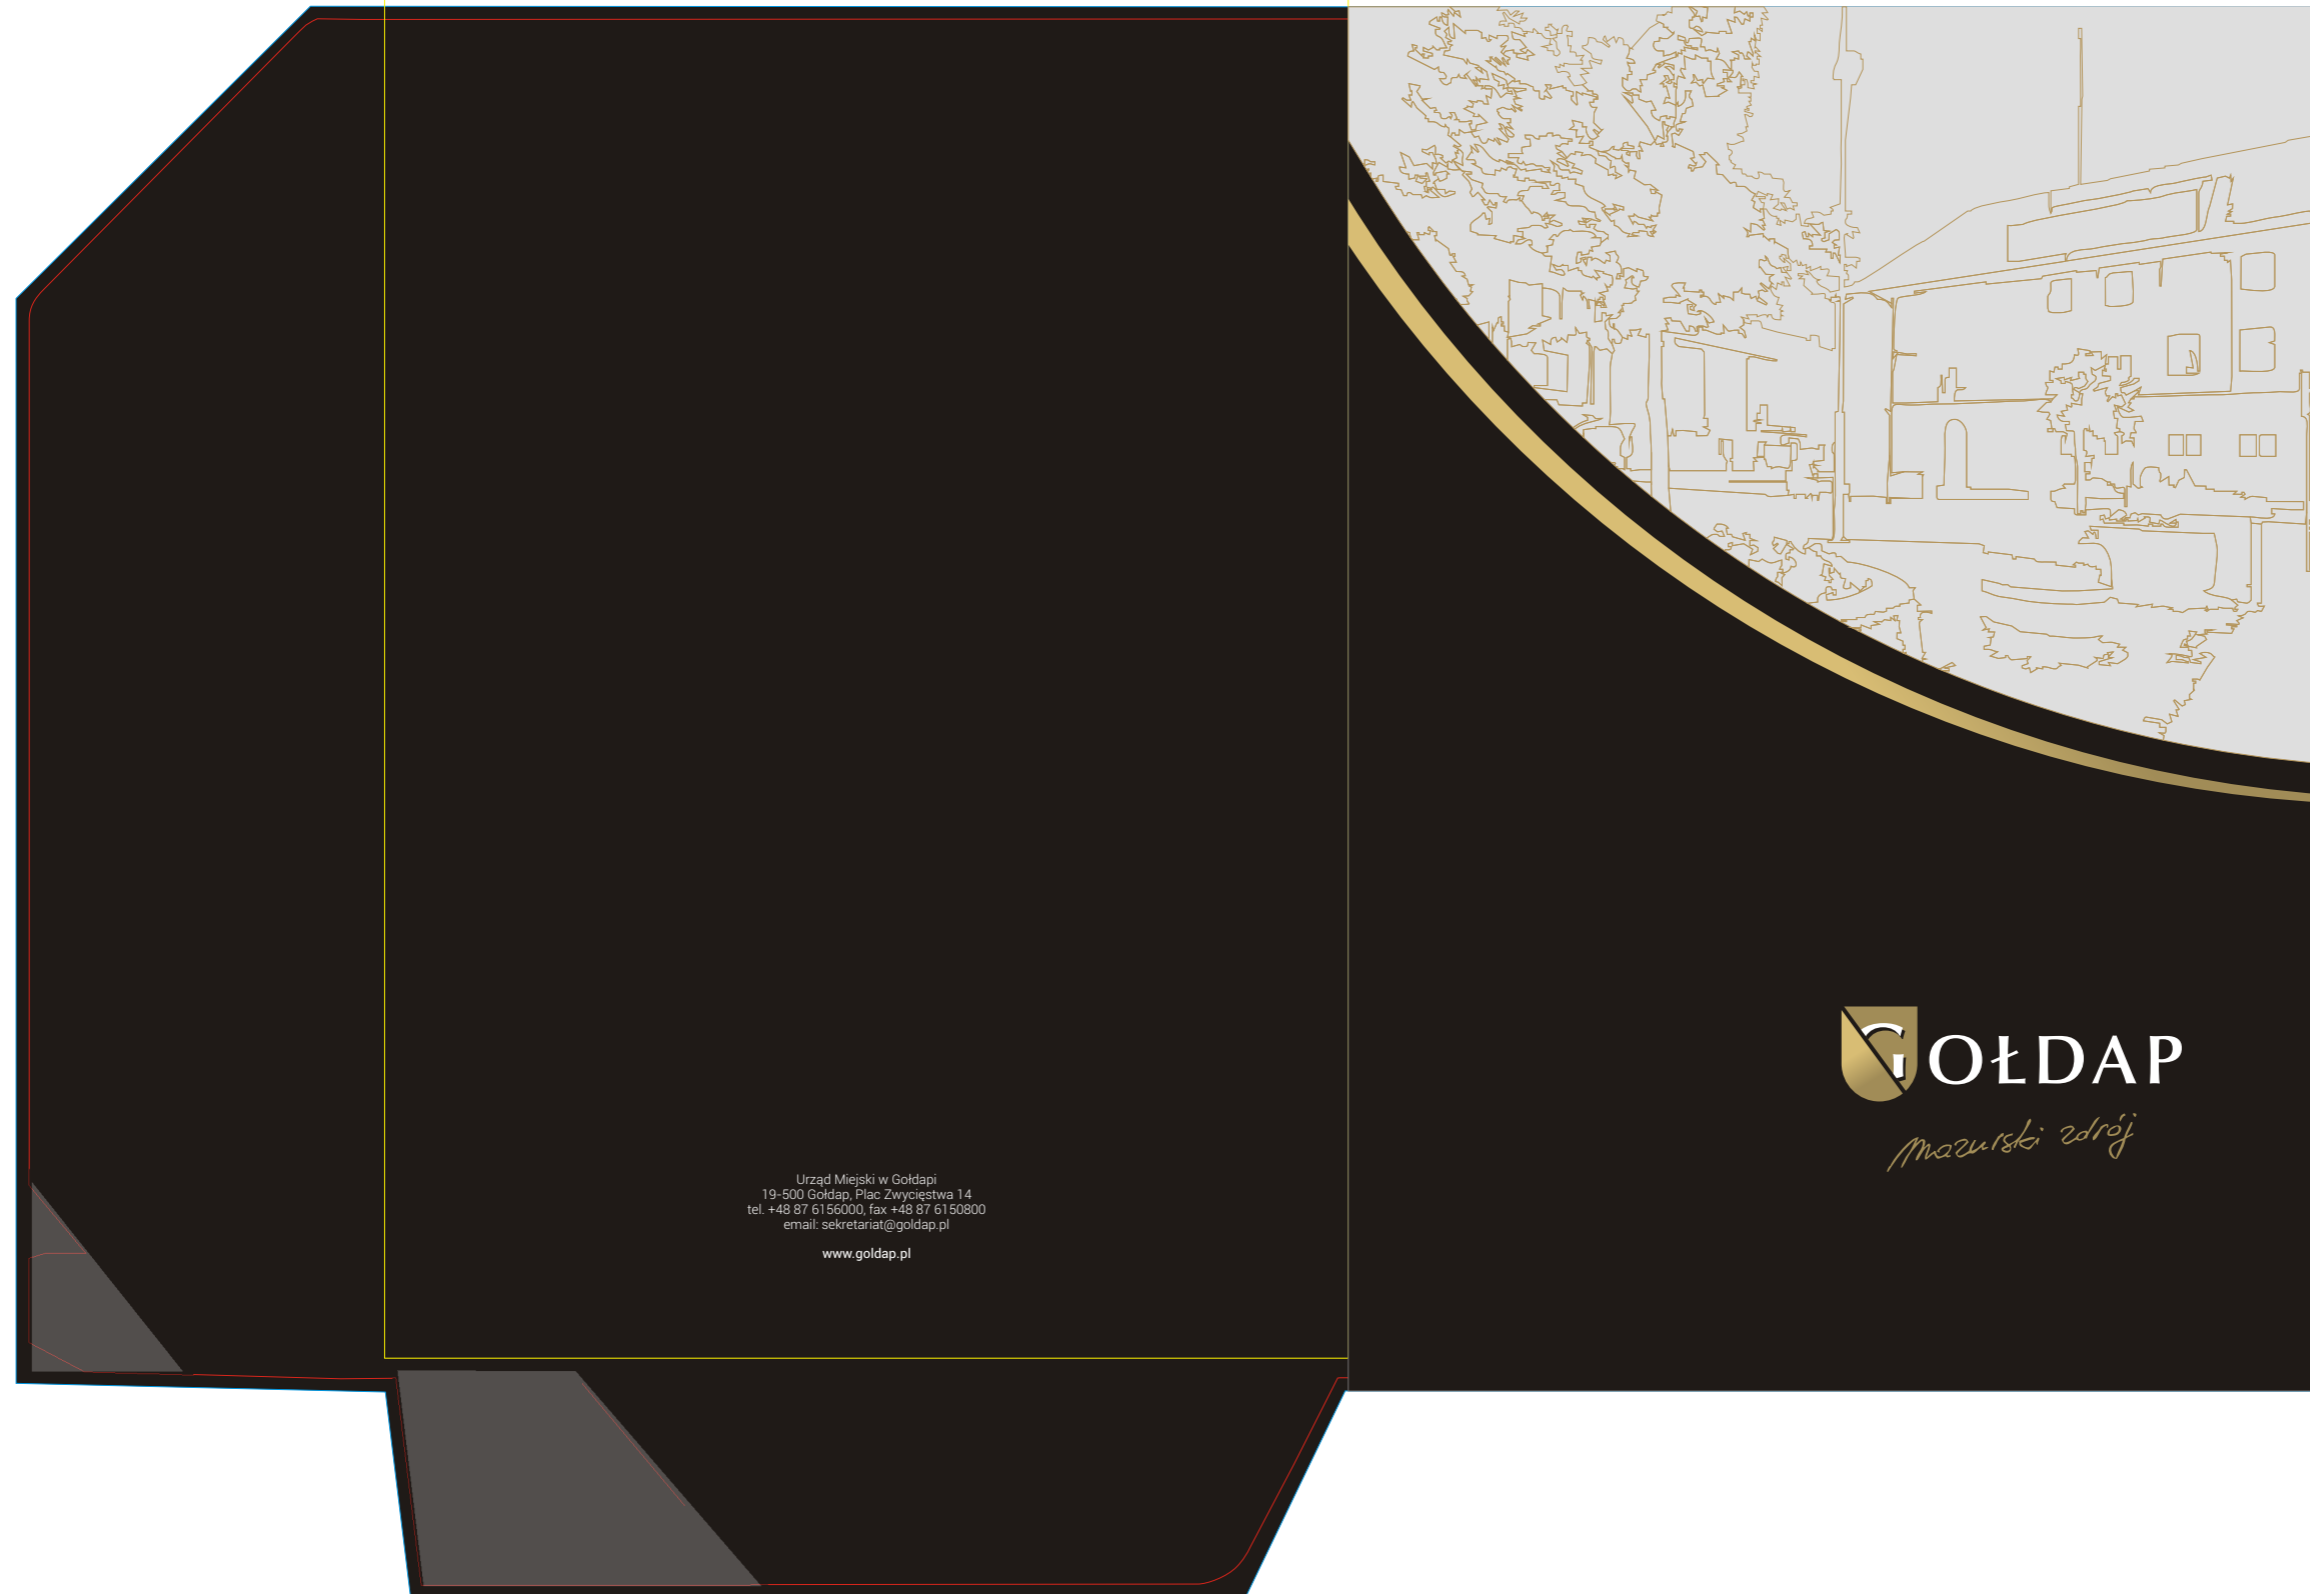 Urząd Miejski w Gołdapi
19-500 Gołdap, Plac Zwycięstwa 14
tel. +48 87 6156000, fax +48 87 6150800
email: sekretariat@goldap.pl
www.goldap.pl
GOŁDAP
mazurski zdrój